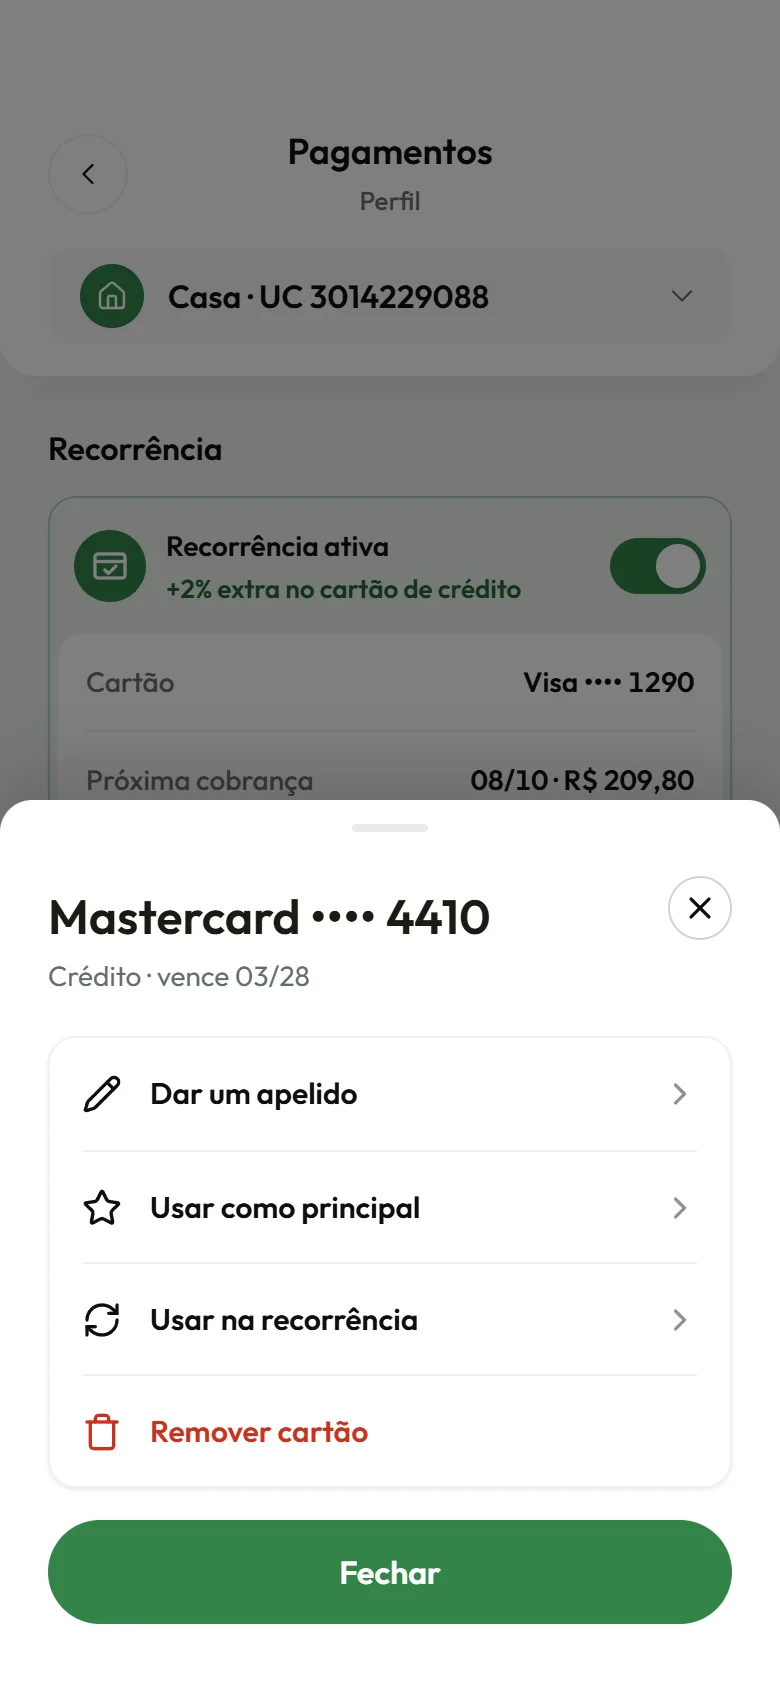 Pagamentos
Perfil
Casa · UC 3014229088
Recorrência
Recorrência ativa
+2% extra no cartão de crédito
Cartão Visa •••• 1290
Próxima cobrança 08/10 · R$ 209,80
Mastercard •••• 4410
Crédito · vence 03/28
Dar um apelido
Usar como principal
Usar na recorrência
Remover cartão
Fechar